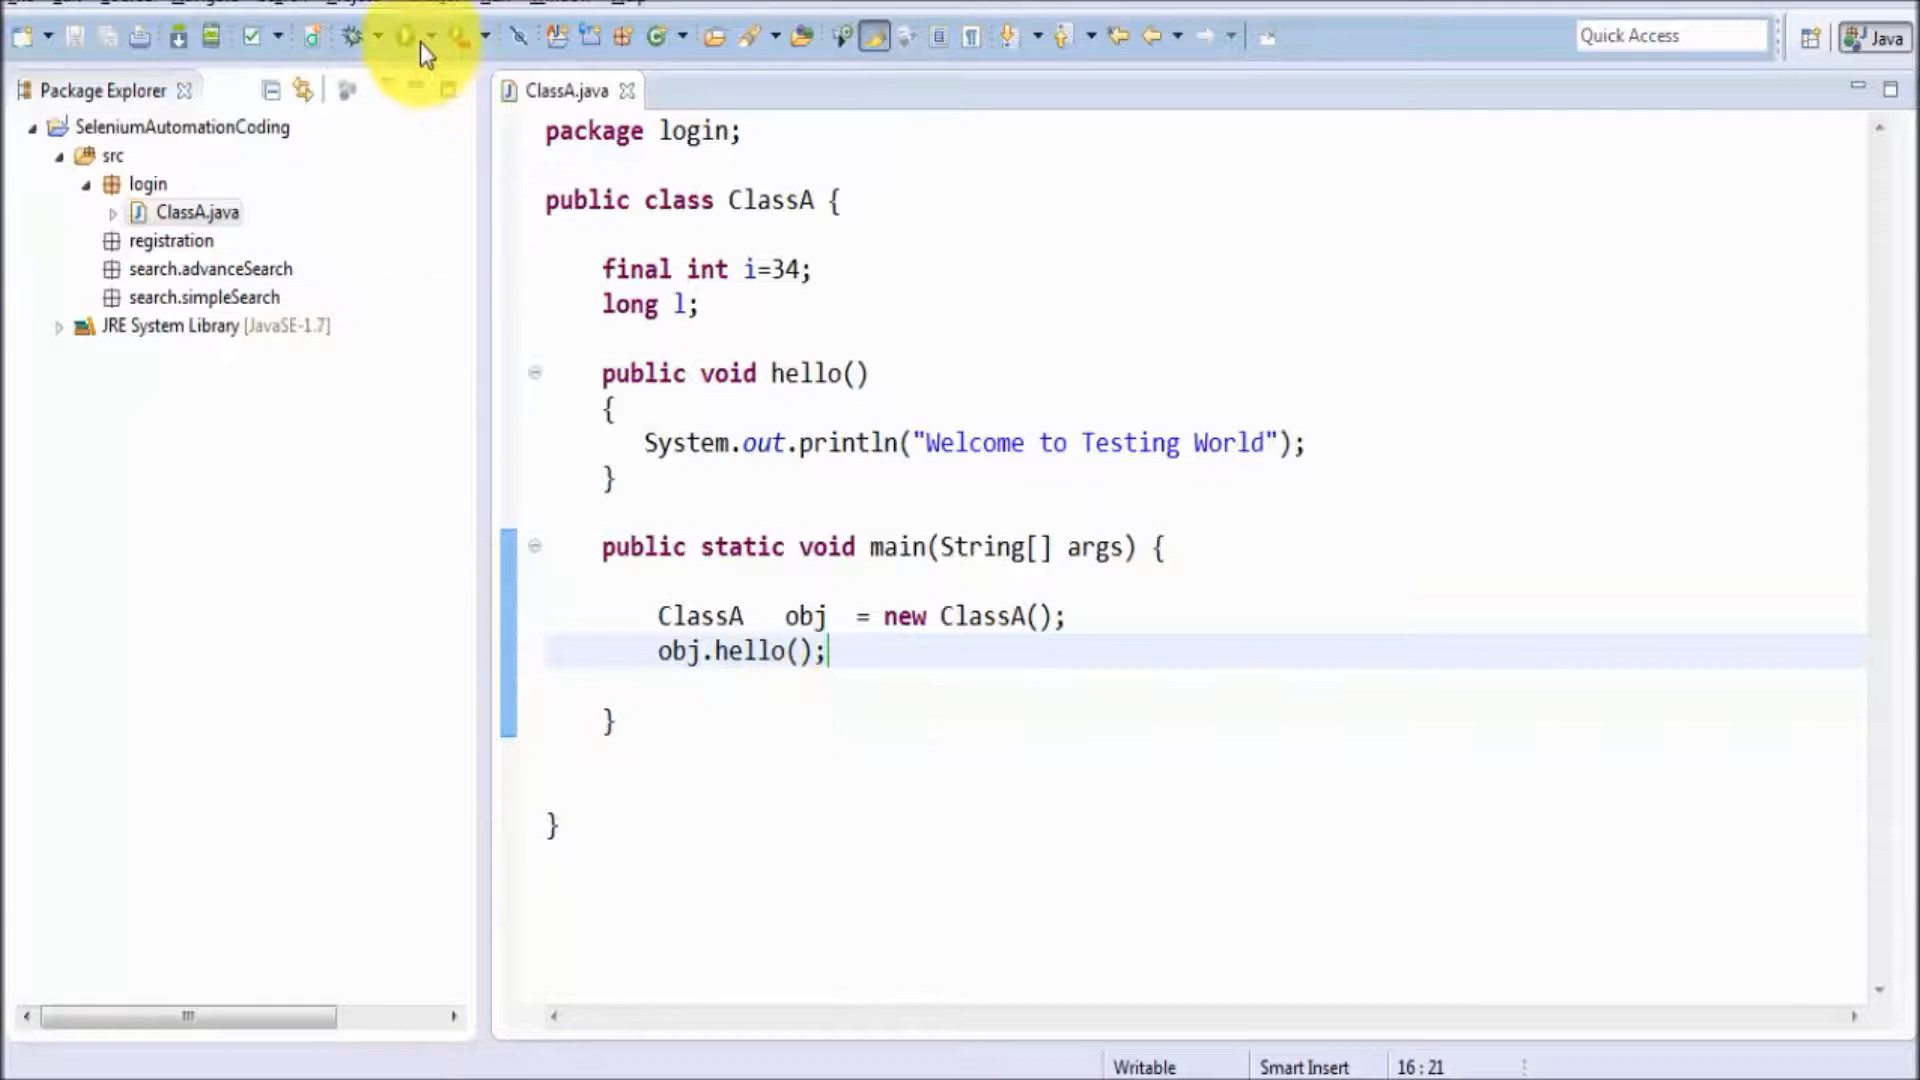 Quick Access
Java
Package Explorer
ClassA.java
SeleniumAutomationCoding
src
login
ClassA.java
registration
search.advanceSearch
search.simpleSearch
JRE System Library [JavaSE-1.7]
package login;
public class ClassA {
final int i=34;
long l;
public void hello()
{
System.out.println("Welcome to Testing World");
}
public static void main(String[] args) {
ClassA obj = new ClassA();
obj.hello();
}
}
Writable
Smart Insert
16 : 21